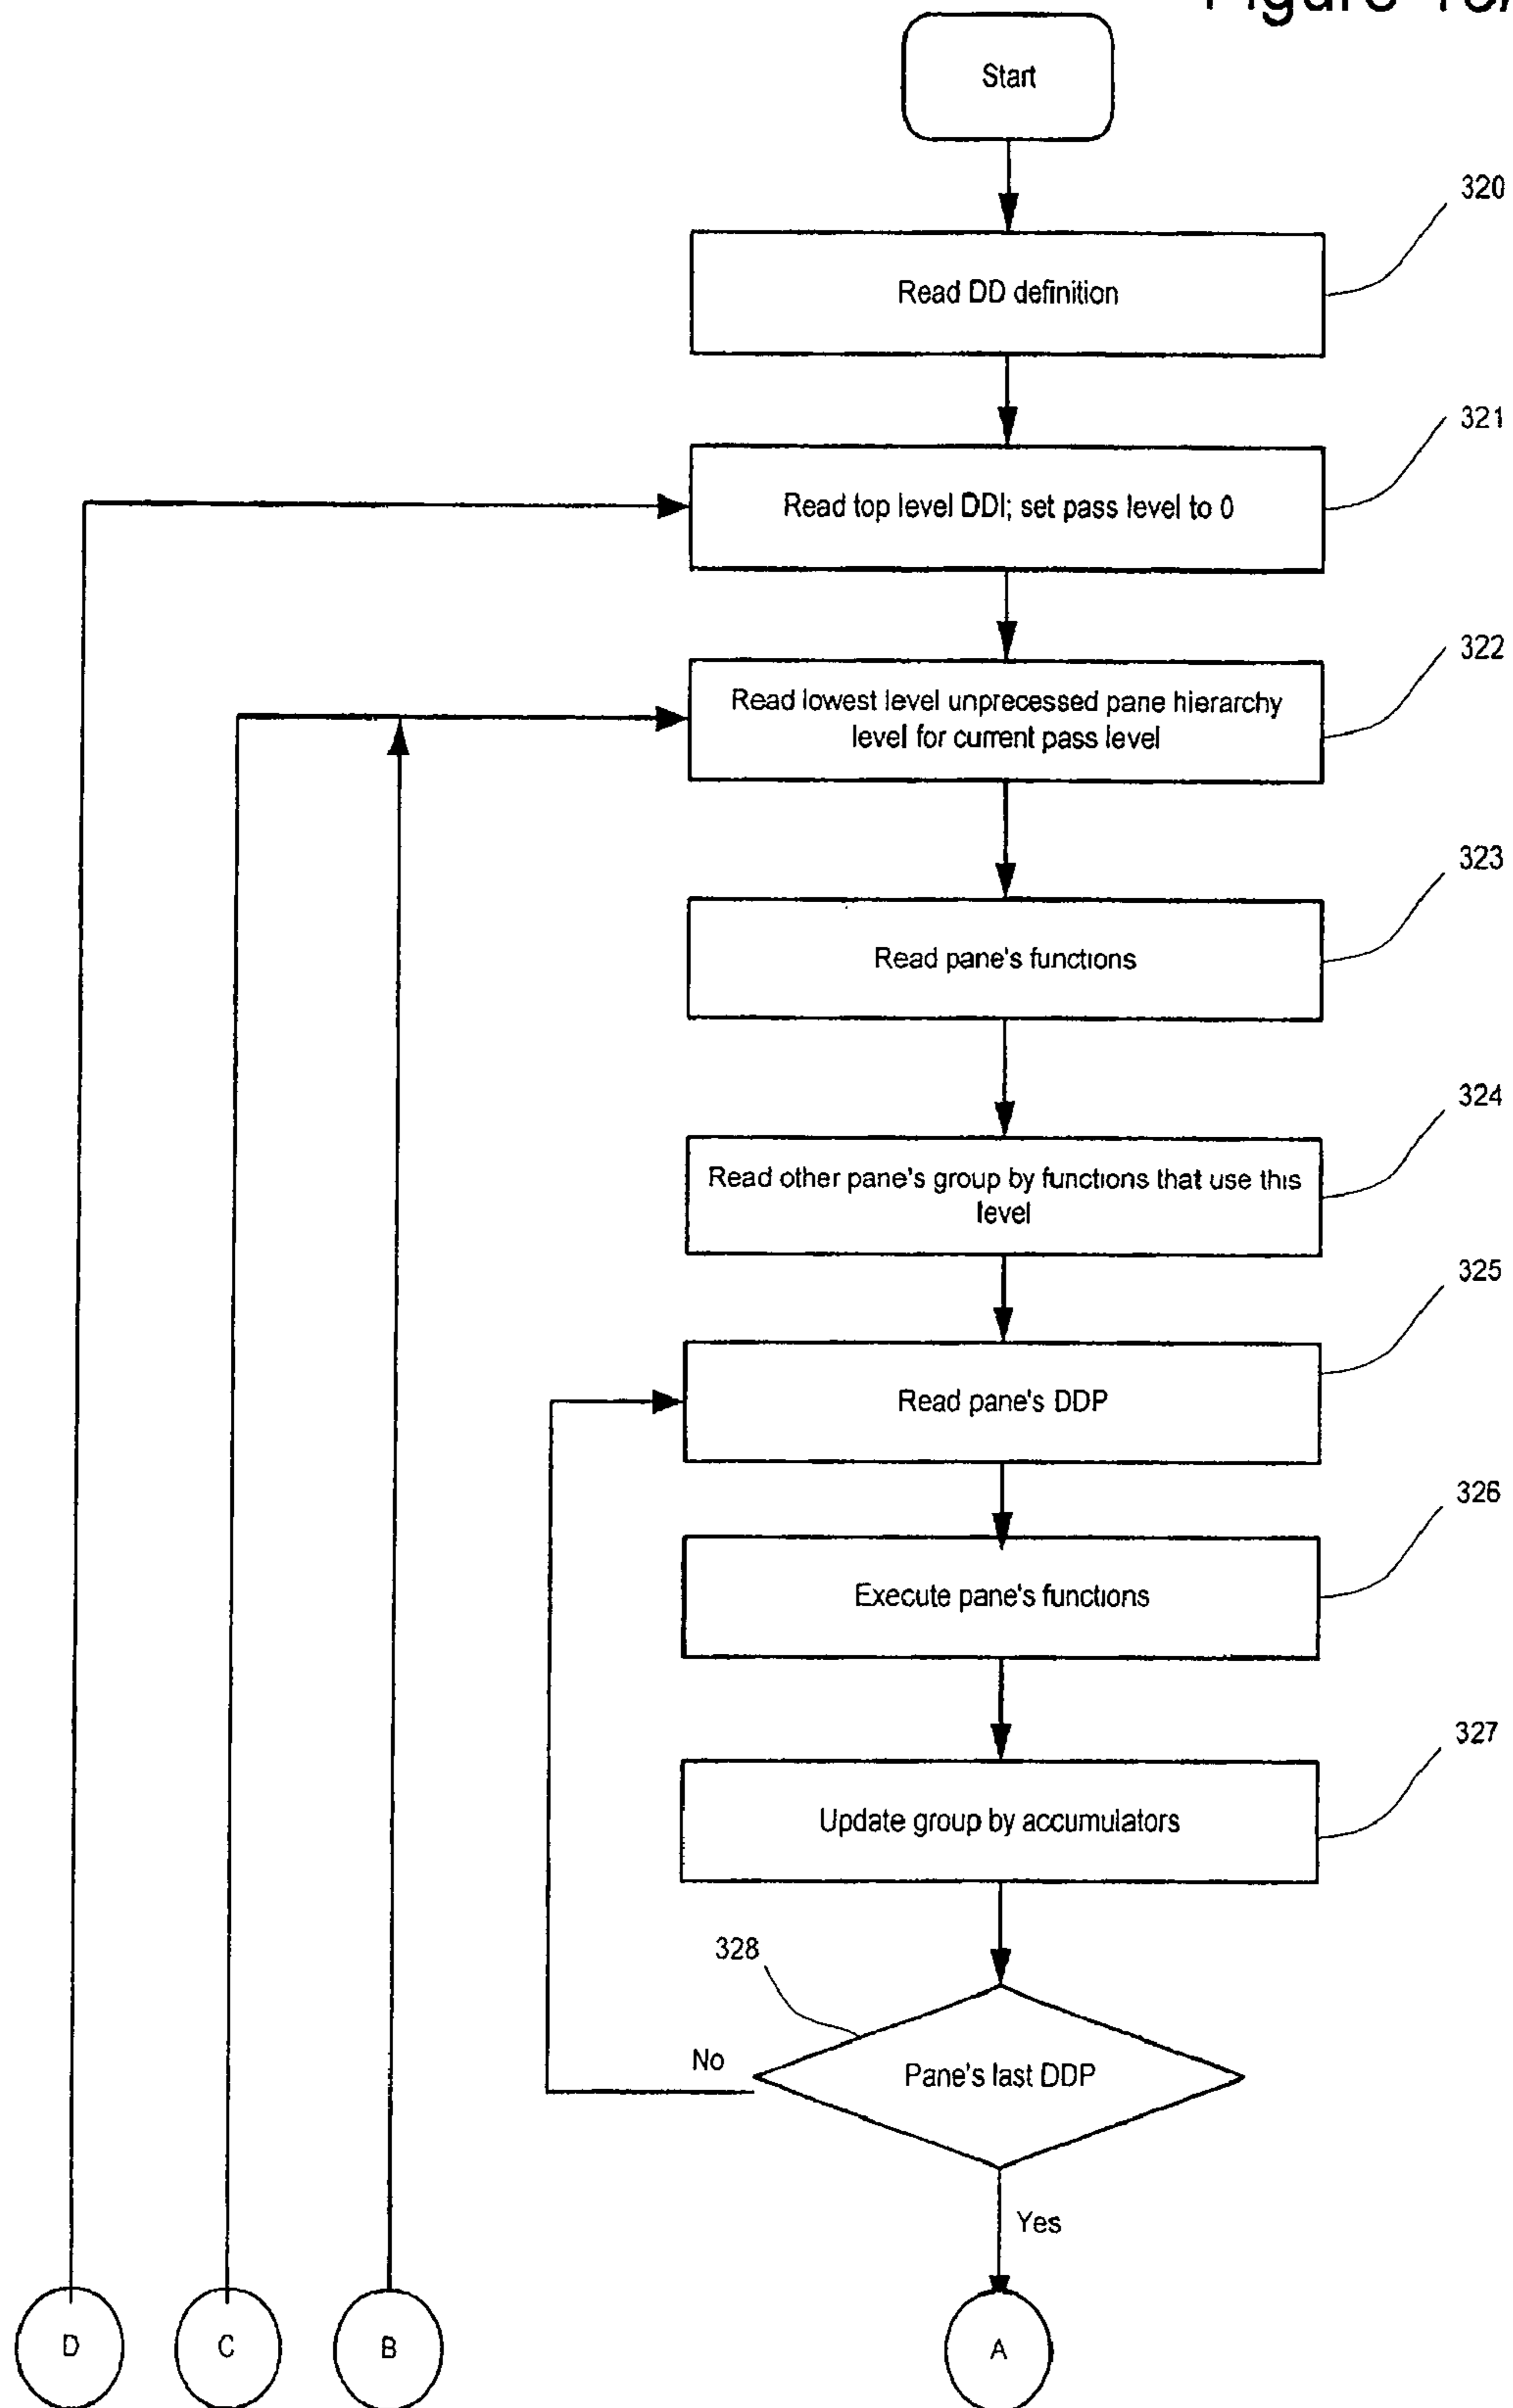 Start
320
Read DD definition
321
Read top level DDI; set pass level to 0
322
Read lowest level unprecessed pane hierarchy
level for current pass level
323
Read pane's functions
324
Read other pane's group by functions that use this
level
325
Read pane's DDP
326
Execute pane's functions
327
Update group by accumulators
328
No
Pane's last DDP
Yes
D
C
B
A